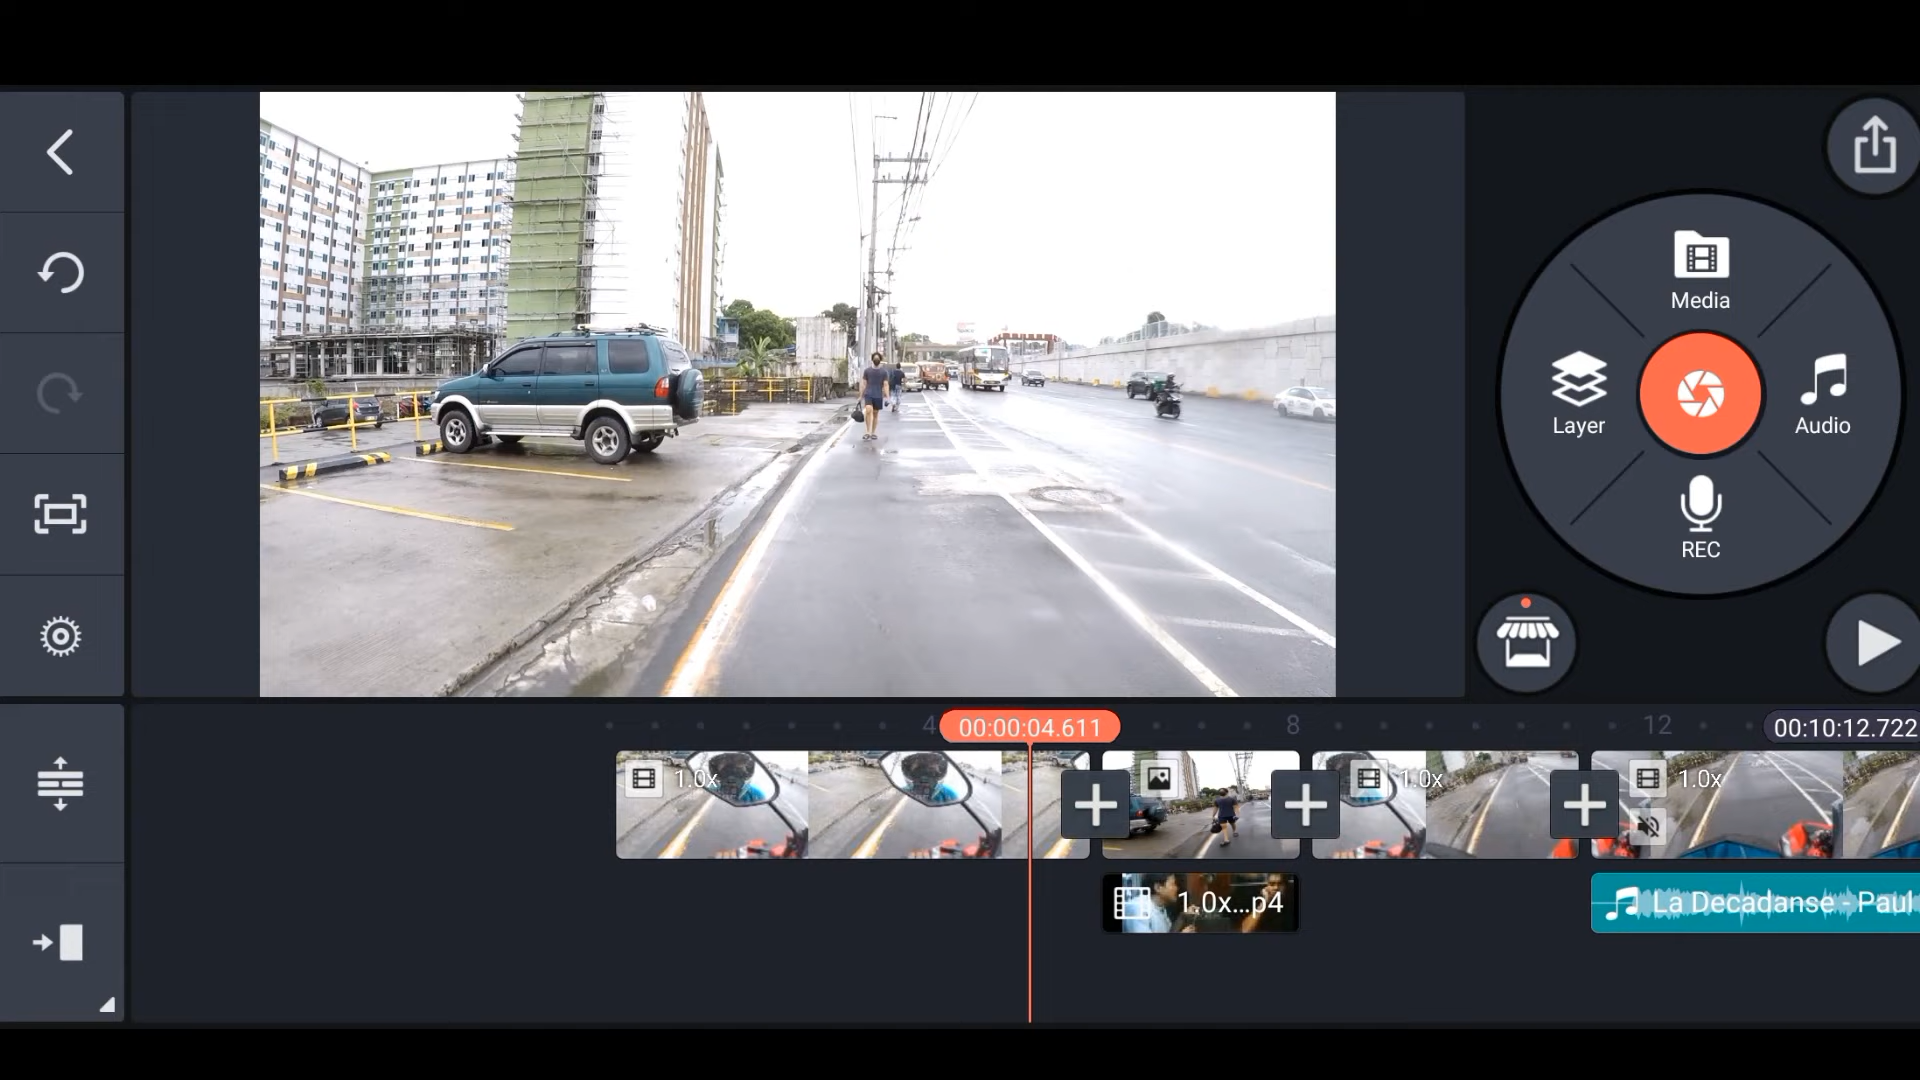 Media
Layer
Audio
REC
4
00:00:04.611
8
12
00:10:12.722
1.0x
1.0x
1.0x
1.0x...p4
La Decadanse - Paul